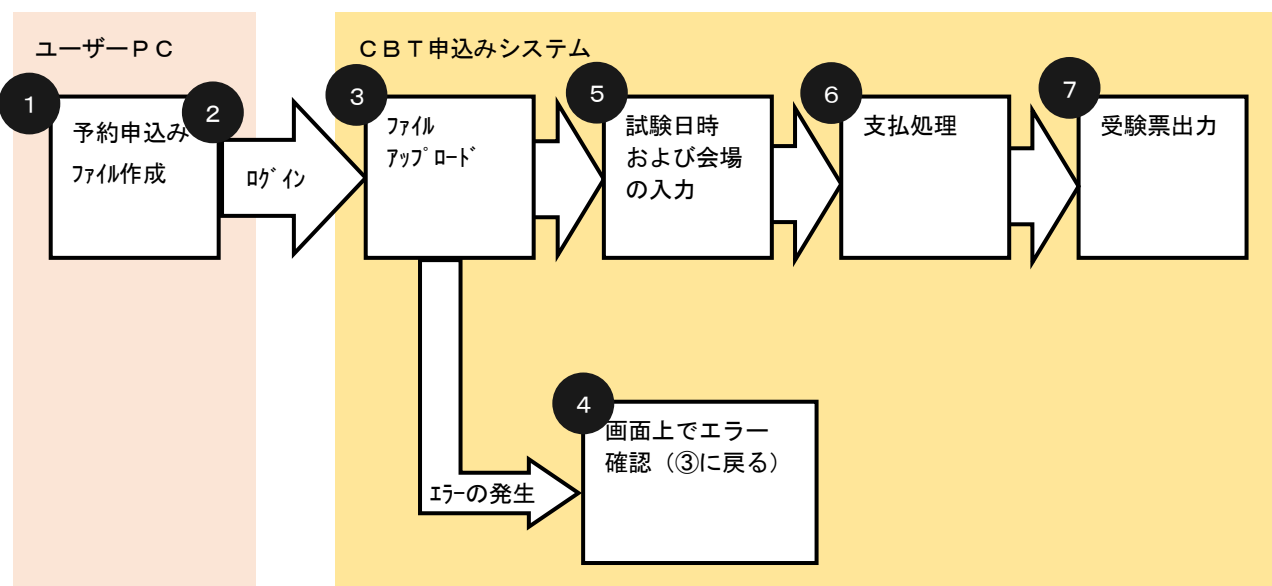 ユーザーＰＣ
ＣＢＴ申込みシステム
１
予約申込み
ﾌｧｲﾙ作成
２
ﾛｸﾞｲﾝ
３
ﾌｧｲﾙ
ｱｯﾌﾟﾛｰﾄﾞ
５
試験日時
および会場
の入力
６
支払処理
７
受験票出力
ｴﾗｰの発生
４
画面上でエラー
確認（③に戻る）